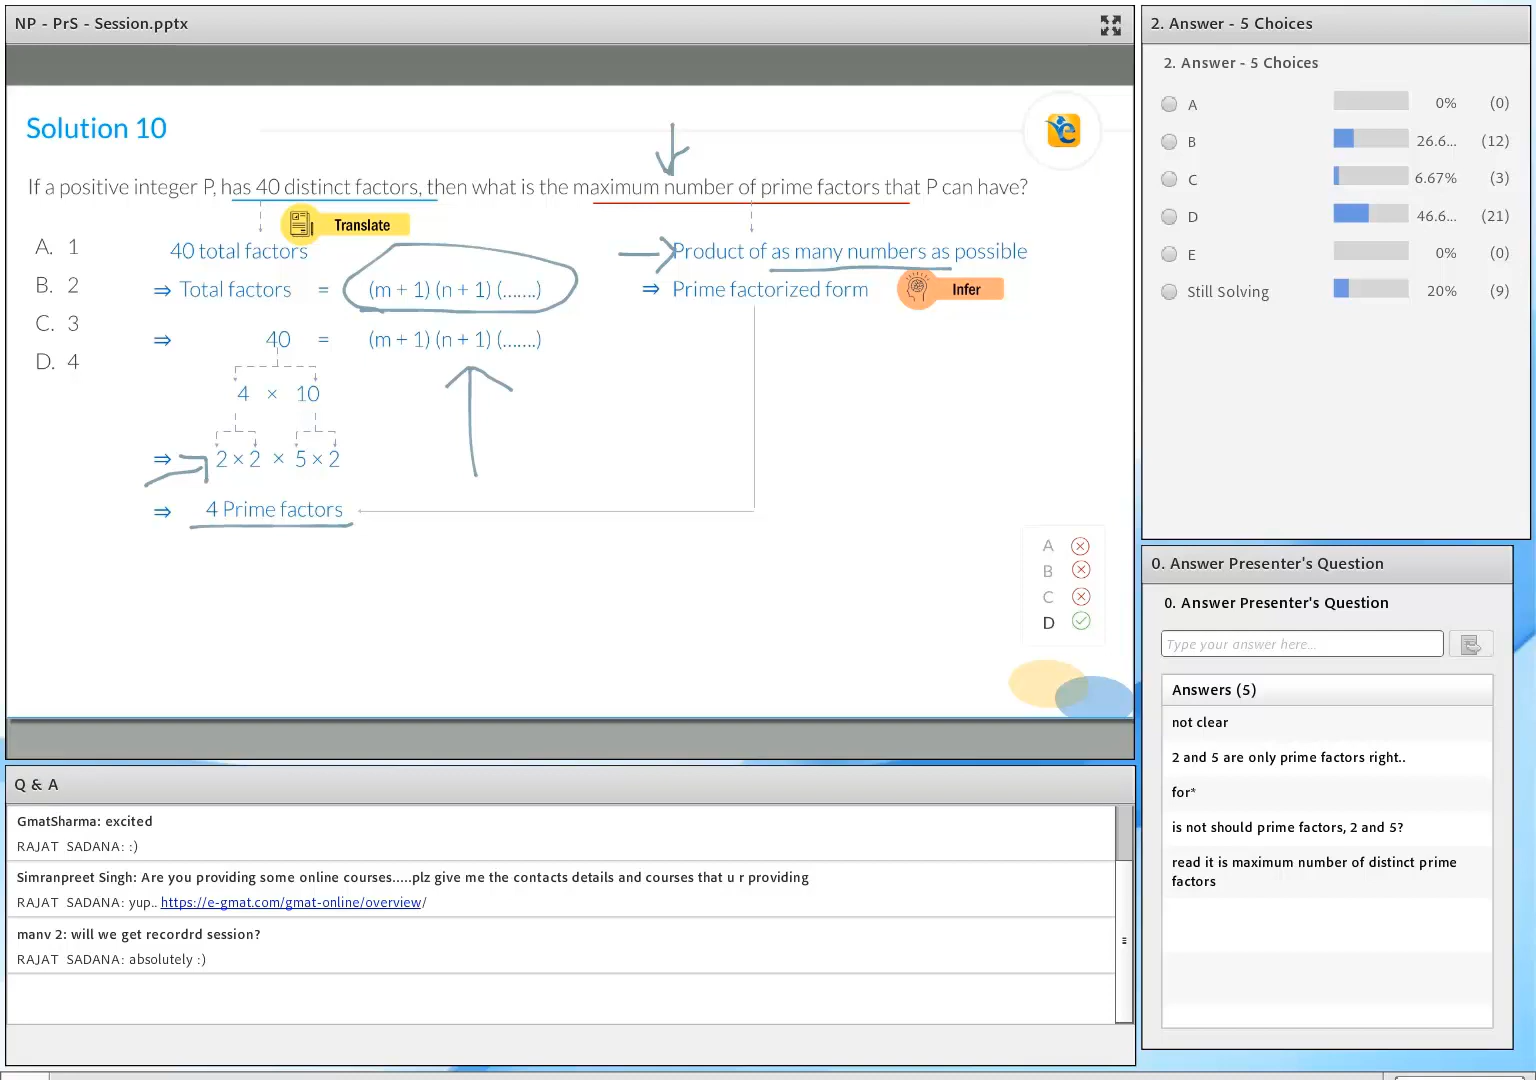 NP - PrS - Session.pptx
Solution 10
If a positive integer P, has 40 distinct factors, then what is the maximum number of prime factors that P can have?
Translate
A. 1
B. 2
C. 3
D. 4
40 total factors
⇒ Total factors = (m + 1) (n + 1) (.......)
⇒ 40 = (m + 1) (n + 1) (.......)
4 × 10
⇒ 2 × 2 × 5 × 2
⇒ 4 Prime factors
Product of as many numbers as possible
⇒ Prime factorized form
Infer
A
B
C
D
2. Answer - 5 Choices
2. Answer - 5 Choices
A 0% (0)
B 26.6... (12)
C 6.67% (3)
D 46.6... (21)
E 0% (0)
Still Solving 20% (9)
0. Answer Presenter's Question
0. Answer Presenter's Question
Type your answer here...
Answers (5)
not clear
2 and 5 are only prime factors right..
for*
is not should prime factors, 2 and 5?
read it is maximum number of distinct prime
factors
Q & A
GmatSharma: excited
RAJAT SADANA: :)
Simranpreet Singh: Are you providing some online courses.....plz give me the contacts details and courses that u r providing
RAJAT SADANA: yup.. https://e-gmat.com/gmat-online/overview/
manv 2: will we get recordrd session?
RAJAT SADANA: absolutely :)